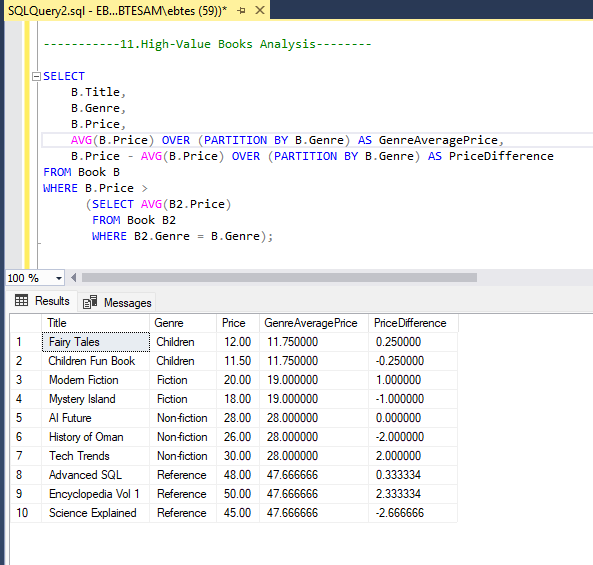 SQLQuery2.sql - EB...BTESAM\ebtes (59))*
-----------11.High-Value Books Analysis--------
SELECT
B.Title,
B.Genre,
B.Price,
AVG(B.Price) OVER (PARTITION BY B.Genre) AS GenreAveragePrice,
B.Price - AVG(B.Price) OVER (PARTITION BY B.Genre) AS PriceDifference
FROM Book B
WHERE B.Price >
(SELECT AVG(B2.Price)
FROM Book B2
WHERE B2.Genre = B.Genre);
100 %
Results Messages
Title Genre Price GenreAveragePrice PriceDifference
1 Fairy Tales Children 12.00 11.750000 0.250000
2 Children Fun Book Children 11.50 11.750000 -0.250000
3 Modern Fiction Fiction 20.00 19.000000 1.000000
4 Mystery Island Fiction 18.00 19.000000 -1.000000
5 AI Future Non-fiction 28.00 28.000000 0.000000
6 History of Oman Non-fiction 26.00 28.000000 -2.000000
7 Tech Trends Non-fiction 30.00 28.000000 2.000000
8 Advanced SQL Reference 48.00 47.666666 0.333334
9 Encyclopedia Vol 1 Reference 50.00 47.666666 2.333334
10 Science Explained Reference 45.00 47.666666 -2.666666